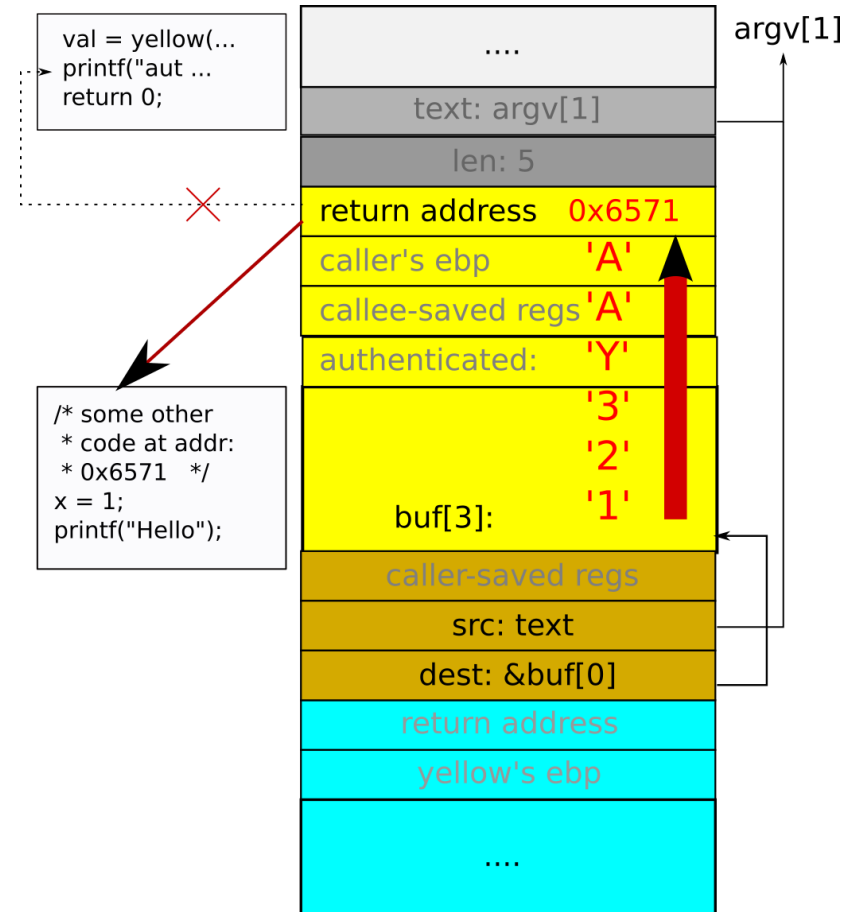 val = yellow(...
printf("aut ...
return 0;
....
argv[1]
text: argv[1]
len: 5
return address 0x6571
caller's ebp 'A'
callee-saved regs 'A'
authenticated: 'Y'
'3'
'2'
buf[3]: '1'
/* some other
* code at addr:
* 0x6571 */
x = 1;
printf("Hello");
caller-saved regs
src: text
dest: &buf[0]
return address
yellow's ebp
....